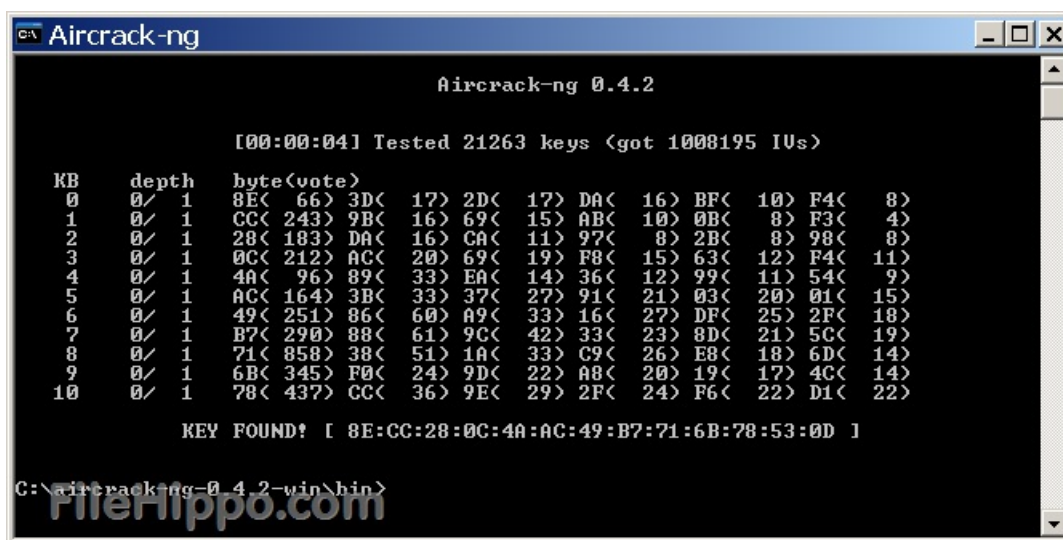 Aircrack-ng
Aircrack-ng 0.4.2
[00:00:04] Tested 21263 keys (got 1008195 IVs)
KB depth byte(vote)
0 0/ 1 8E( 66) 3D( 17) 2D( 17) DA( 16) BF( 10) F4( 8)
1 0/ 1 CC( 243) 9B( 16) 69( 15) AB( 10) 0B( 8) F3( 4)
2 0/ 1 28( 183) DA( 16) CA( 11) 97( 8) 2B( 8) 98( 8)
3 0/ 1 0C( 212) AC( 20) 69( 19) F8( 15) 63( 12) F4( 11)
4 0/ 1 4A( 96) 89( 33) EA( 14) 36( 12) 99( 11) 54( 9)
5 0/ 1 AC( 164) 3B( 33) 37( 27) 91( 21) 03( 20) 01( 15)
6 0/ 1 49( 251) 86( 60) A9( 33) 16( 27) DF( 25) 2F( 18)
7 0/ 1 B7( 290) 88( 61) 9C( 42) 33( 23) 8D( 21) 5C( 19)
8 0/ 1 71( 858) 38( 51) 1A( 33) C9( 26) E8( 18) 6D( 14)
9 0/ 1 6B( 345) F0( 24) 9D( 22) A8( 20) 19( 17) 4C( 14)
10 0/ 1 78( 437) CC( 36) 9E( 29) 2F( 24) F6( 22) D1( 22)
KEY FOUND! [ 8E:CC:28:0C:4A:AC:49:B7:71:6B:78:53:0D ]
C:\aircrack-ng-0.4.2-win\bin>
FileHippo.com